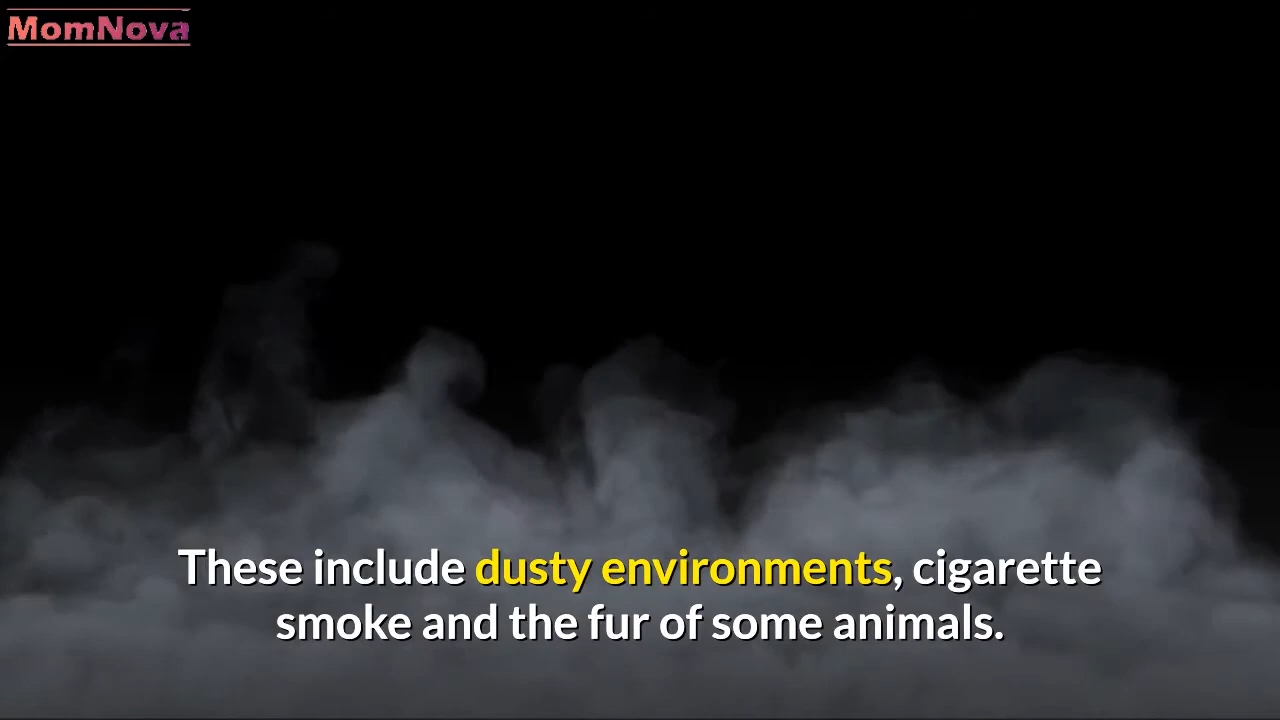 MomNova
These include dusty environments, cigarette
smoke and the fur of some animals.